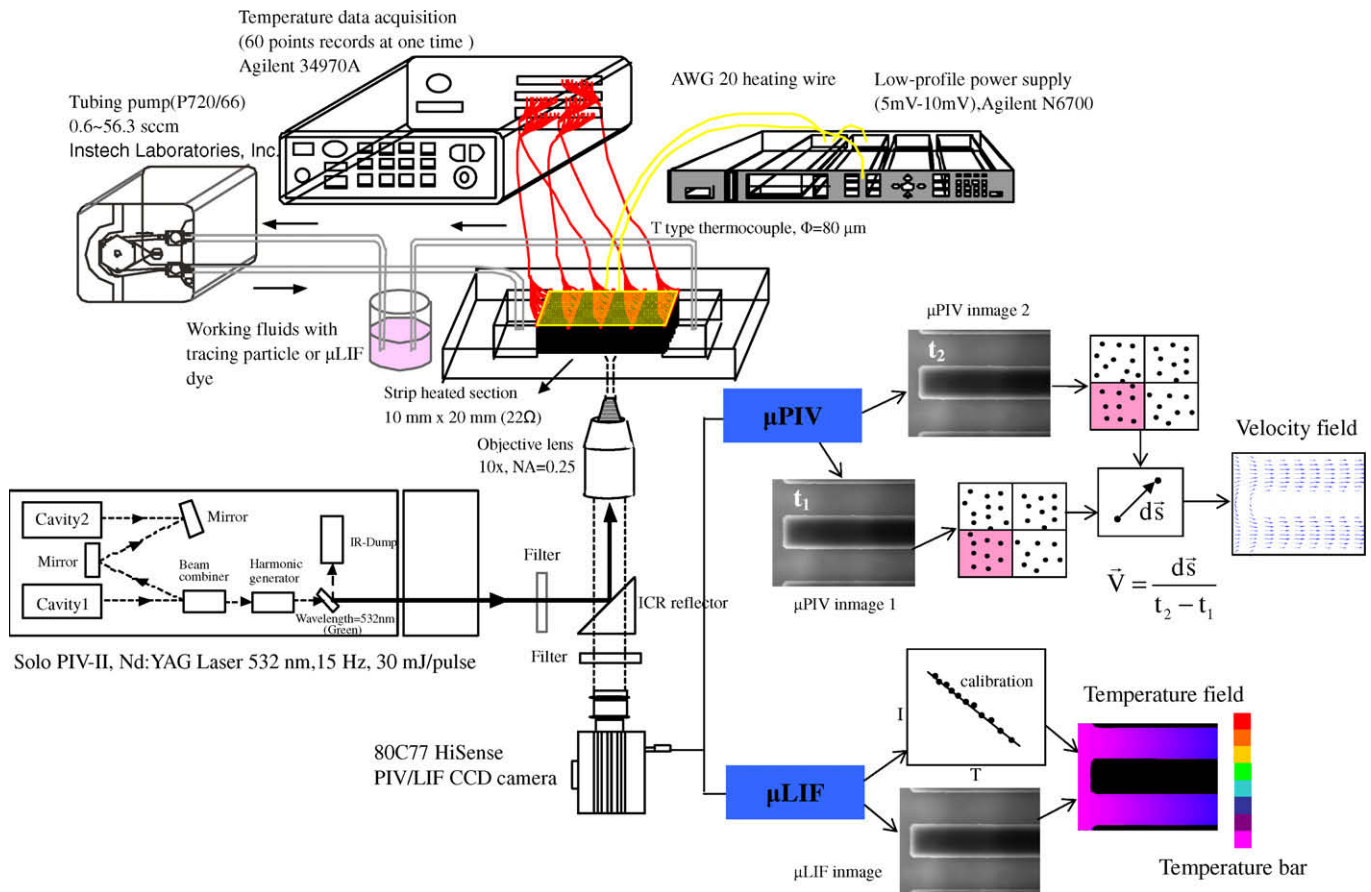 Temperature data acquisition
(60 points records at one time )
Agilent 34970A
Tubing pump(P720/66)
0.6~56.3 sccm
Instech Laboratories, Inc.
AWG 20 heating wire
Low-profile power supply
(5mV-10mV),Agilent N6700
T type thermocouple, Φ=80 μm
Working fluids with
tracing particle or μLIF
dye
Strip heated section
10 mm x 20 mm (22Ω)
Objective lens
10x, NA=0.25
μPIV
μPIV inmage 2
t2
t1
μPIV inmage 1
ds⃗
Velocity field
V⃗ = ds⃗ / (t2 − t1)
Cavity2
Mirror
Mirror
Cavity1
Beam
combiner
Harmonic
generator
IR-Dump
Wavelength=532nm
(Green)
Filter
ICR reflector
Filter
Solo PIV-II, Nd:YAG Laser 532 nm,15 Hz, 30 mJ/pulse
80C77 HiSense
PIV/LIF CCD camera
μLIF
calibration
I
T
μLIF inmage
Temperature field
Temperature bar